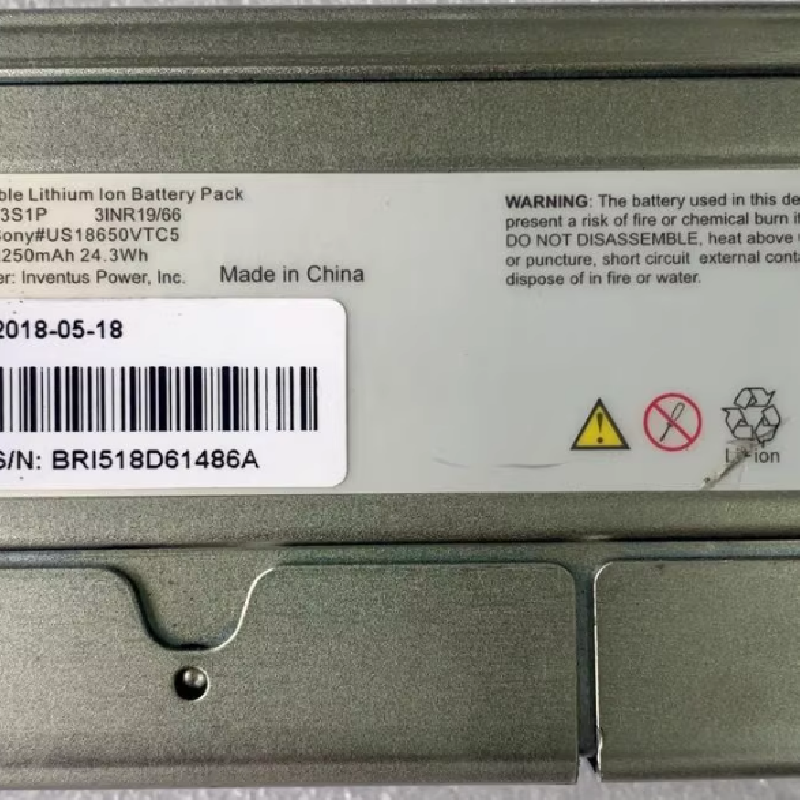 ble Lithium Ion Battery Pack
3S1P 3INR19/66
Sony#US18650VTC5
250mAh 24.3Wh
er: Inventus Power, Inc. Made in China
2018-05-18
S/N: BRI518D61486A
WARNING: The battery used in this de
present a risk of fire or chemical burn i
DO NOT DISASSEMBLE, heat above
or puncture, short circuit external conta
dispose of in fire or water.
Li-ion